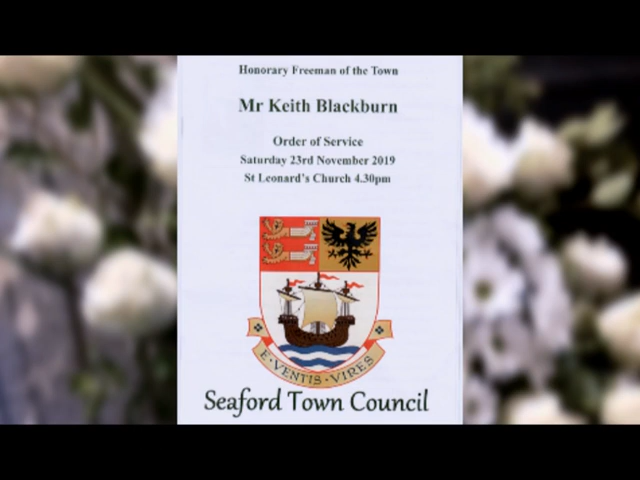 Honorary Freeman of the Town
Mr Keith Blackburn
Order of Service
Saturday 23rd November 2019
St Leonard's Church 4.30pm
E·VENTIS·VIRES
Seaford Town Council